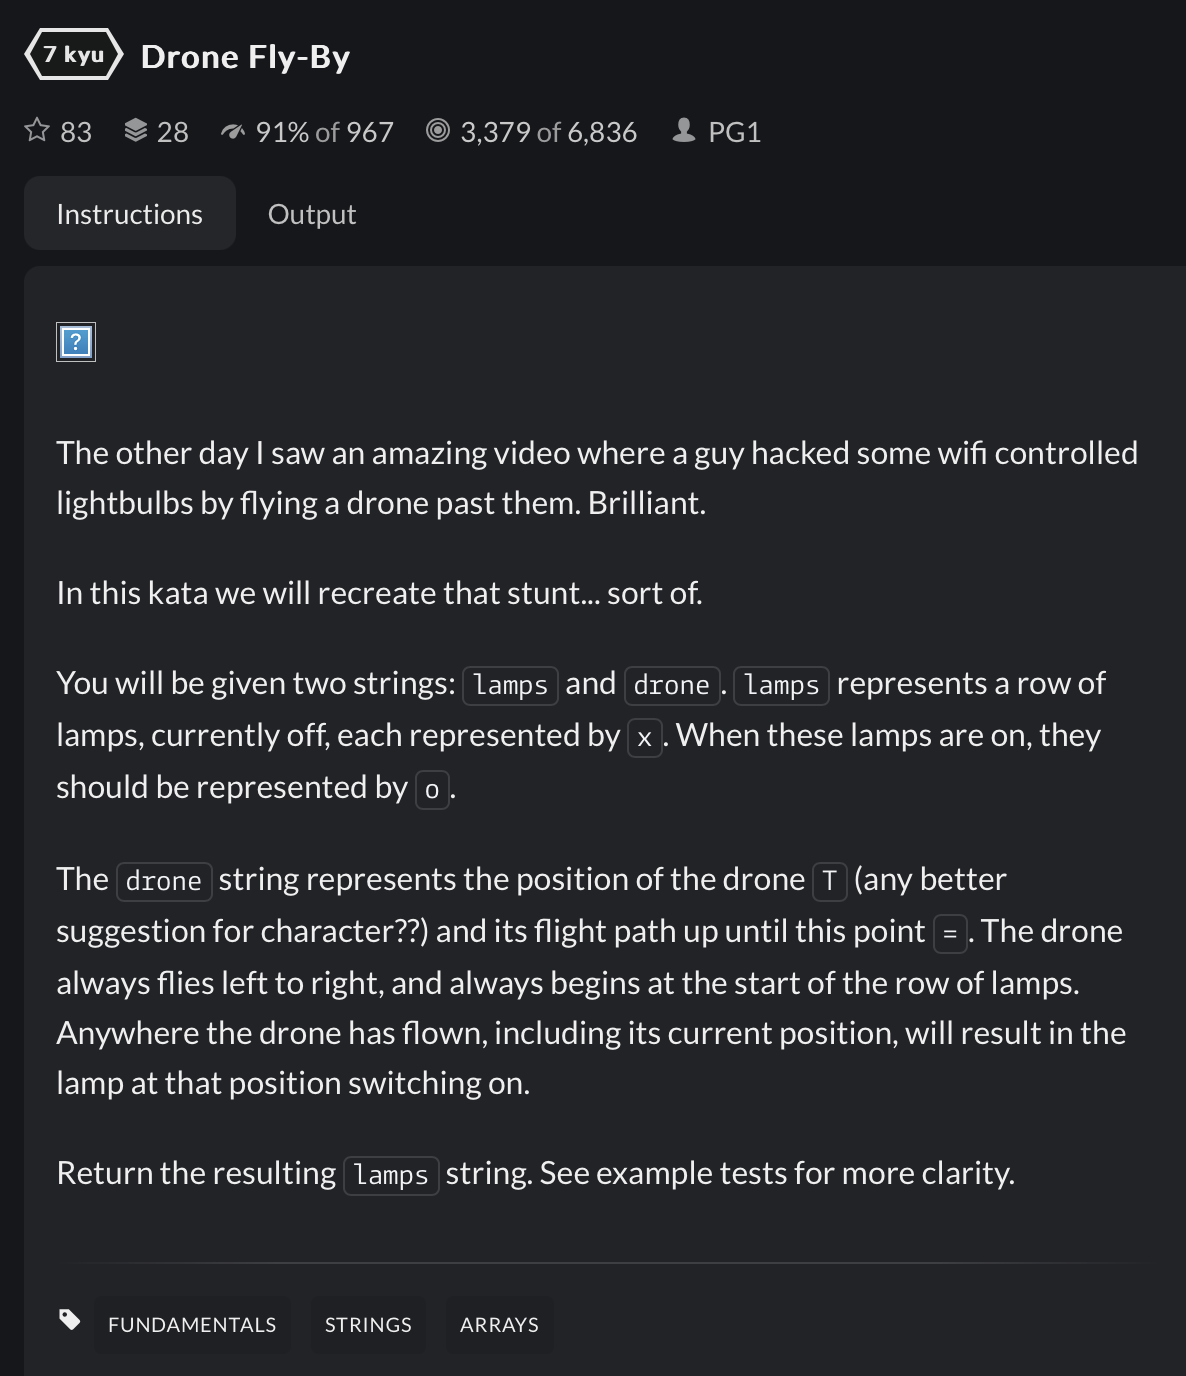 7 kyu Drone Fly-By
83 28 91% of 967 3,379 of 6,836 PG1
Instructions Output
?
The other day I saw an amazing video where a guy hacked some wifi controlled
lightbulbs by flying a drone past them. Brilliant.
In this kata we will recreate that stunt... sort of.
You will be given two strings: lamps and drone. lamps represents a row of
lamps, currently off, each represented by x. When these lamps are on, they
should be represented by o.
The drone string represents the position of the drone T (any better
suggestion for character??) and its flight path up until this point =. The drone
always flies left to right, and always begins at the start of the row of lamps.
Anywhere the drone has flown, including its current position, will result in the
lamp at that position switching on.
Return the resulting lamps string. See example tests for more clarity.
FUNDAMENTALS STRINGS ARRAYS